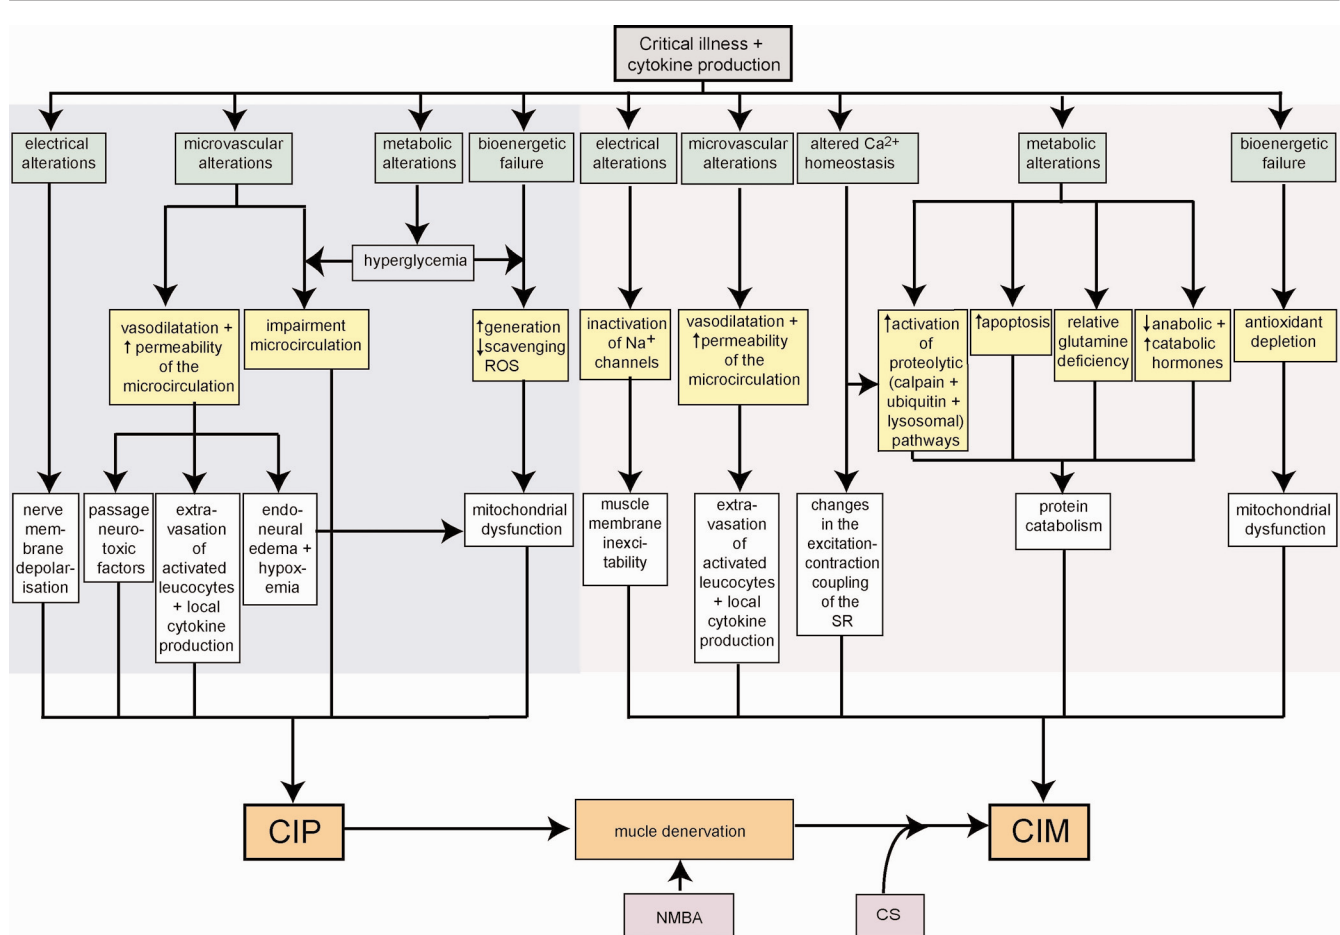 Critical illness +
cytokine production
electrical
alterations
microvascular
alterations
metabolic
alterations
bioenergetic
failure
electrical
alterations
microvascular
alterations
altered Ca2+
homeostasis
metabolic
alterations
bioenergetic
failure
hyperglycemia
vasodilatation +
↑ permeability
of the
microcirculation
impairment
microcirculation
↑generation
↓scavenging
ROS
inactivation
of Na+
channels
vasodilatation +
↑permeability
of the
microcirculation
↑activation
of
proteolytic
(calpain +
ubiquitin +
lysosomal)
pathways
↑apoptosis
relative
glutamine
deficiency
↓anabolic +
↑catabolic
hormones
antioxidant
depletion
nerve
mem-
brane
depolar-
isation
passage
neuro-
toxic
factors
extra-
vasation
of
activated
leucocytes
+ local
cytokine
production
endo-
neural
edema +
hypox-
emia
mitochondrial
dysfunction
muscle
membrane
inexci-
tability
extra-
vasation
of
activated
leucocytes
+ local
cytokine
production
changes
in the
excitation-
contraction
coupling
of the
SR
protein
catabolism
mitochondrial
dysfunction
CIP
mucle denervation
CIM
NMBA
CS